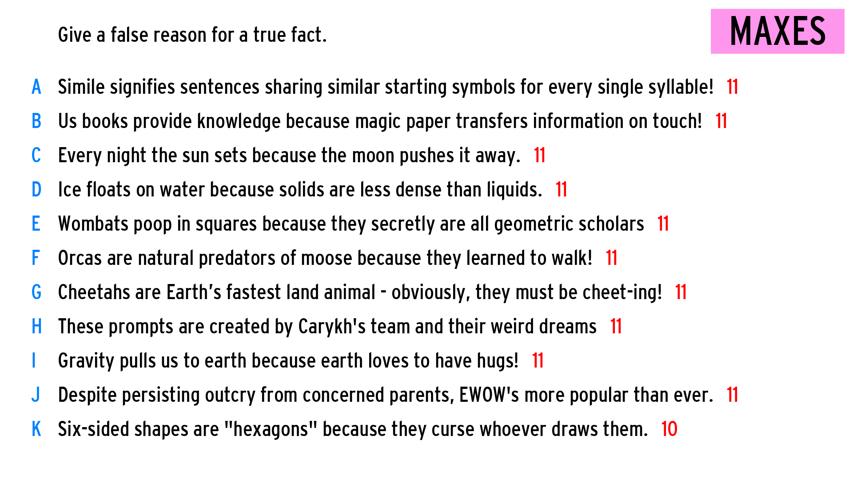 Give a false reason for a true fact.
MAXES
A Simile signifies sentences sharing similar starting symbols for every single syllable! 11
B Us books provide knowledge because magic paper transfers information on touch! 11
C Every night the sun sets because the moon pushes it away. 11
D Ice floats on water because solids are less dense than liquids. 11
E Wombats poop in squares because they secretly are all geometric scholars 11
F Orcas are natural predators of moose because they learned to walk! 11
G Cheetahs are Earth's fastest land animal - obviously, they must be cheet-ing! 11
H These prompts are created by Carykh's team and their weird dreams 11
I Gravity pulls us to earth because earth loves to have hugs! 11
J Despite persisting outcry from concerned parents, EWOW's more popular than ever. 11
K Six-sided shapes are "hexagons" because they curse whoever draws them. 10